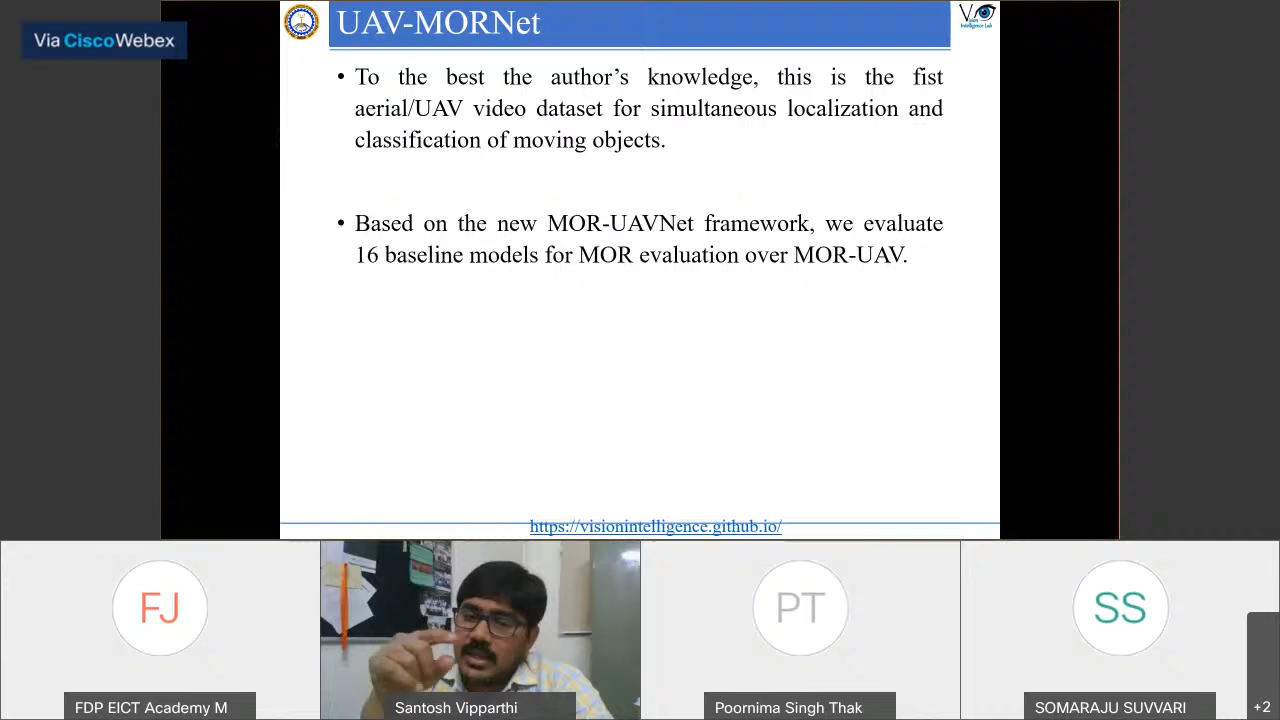 Via CiscoWebex
UAV-MORNet
Vision
Intelligence Lab
• To the best the author's knowledge, this is the fist
aerial/UAV video dataset for simultaneous localization and
classification of moving objects.
• Based on the new MOR-UAVNet framework, we evaluate
16 baseline models for MOR evaluation over MOR-UAV.
https://visionintelligence.github.io/
FJ
PT
SS
FDP EICT Academy M
Santosh Vipparthi
Poornima Singh Thak
SOMARAJU SUVVARI
+2